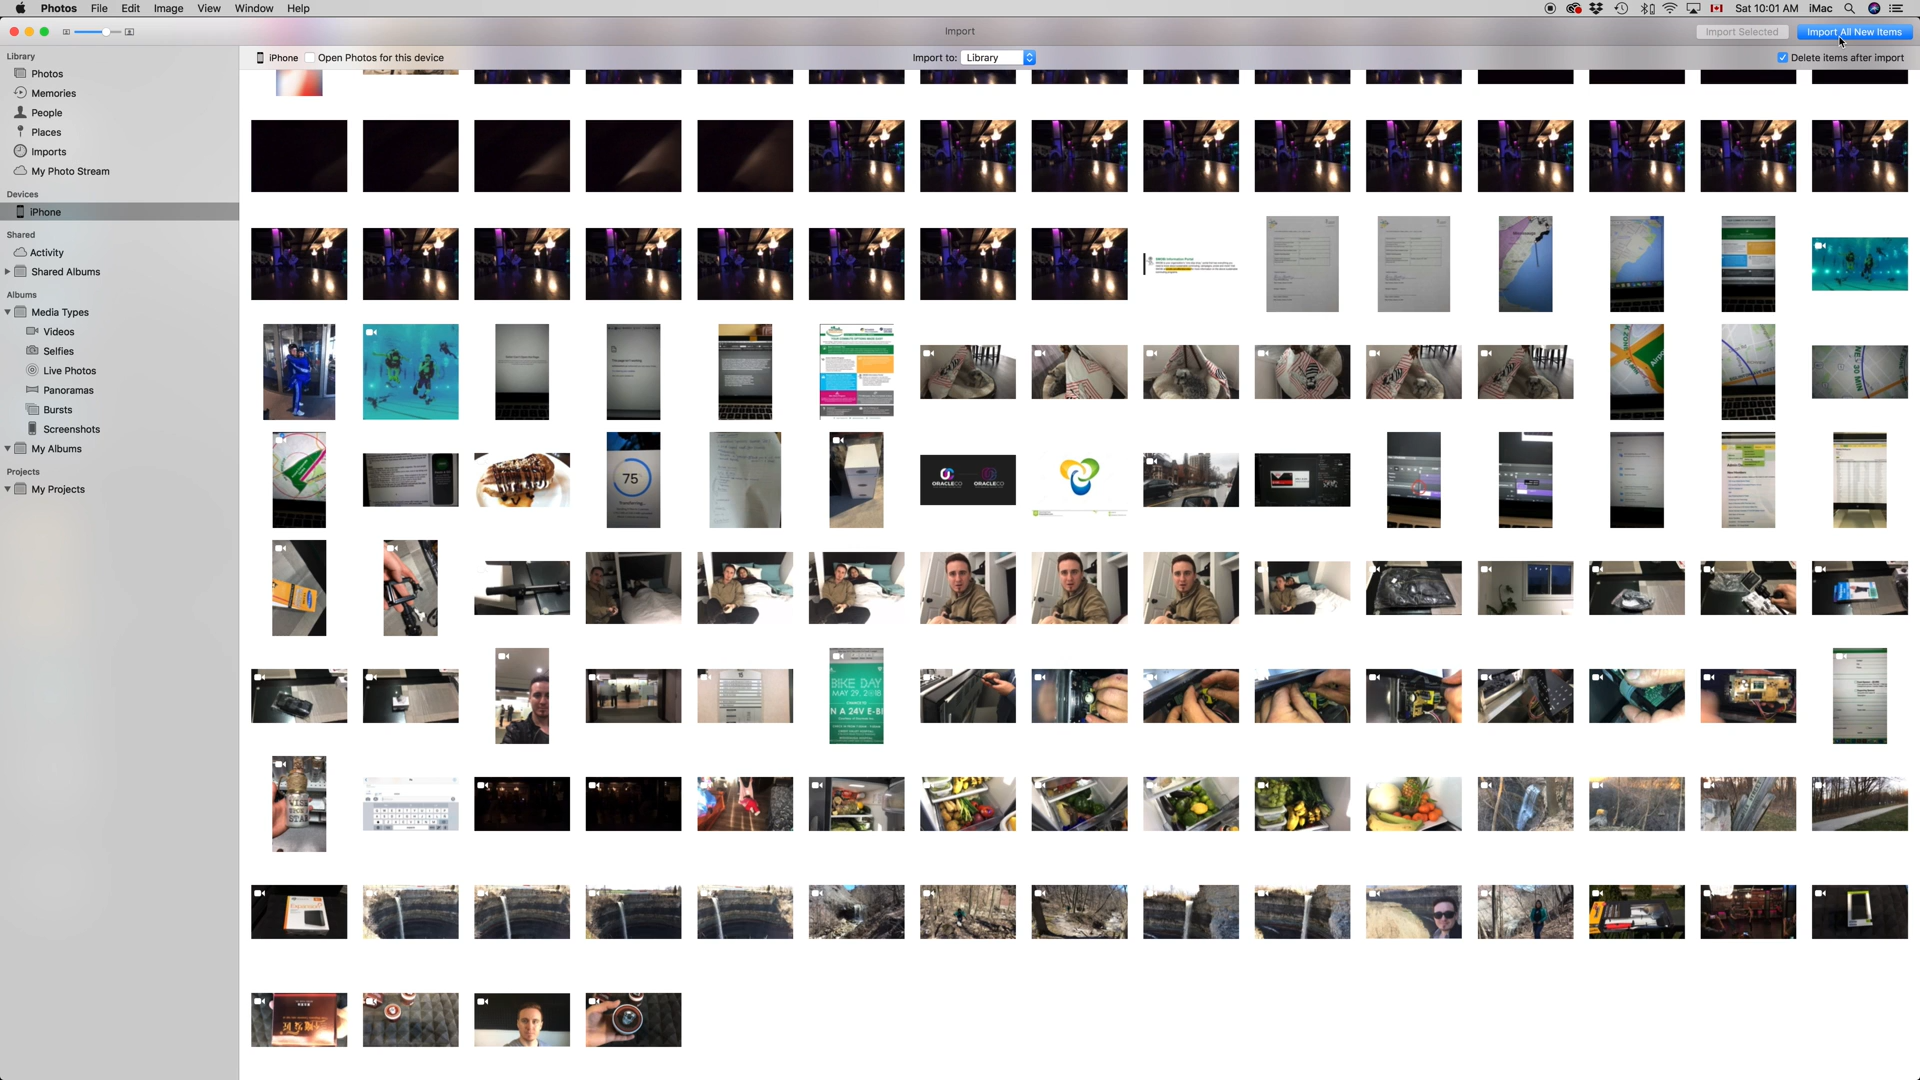 Photos File Edit Image View Window Help
Sat 10:01 AM iMac
Import
Import Selected
Import All New Items
iPhone Open Photos for this device
Import to: Library
Delete items after import
Library
Photos
Memories
People
Places
Imports
My Photo Stream
Devices
iPhone
Shared
Activity
Shared Albums
Albums
Media Types
Videos
Selfies
Live Photos
Panoramas
Bursts
Screenshots
My Albums
Projects
My Projects
75
ORACLECO ORACLECO
BIKE DAY
MAY 29, 2018
N A 24V E-BI